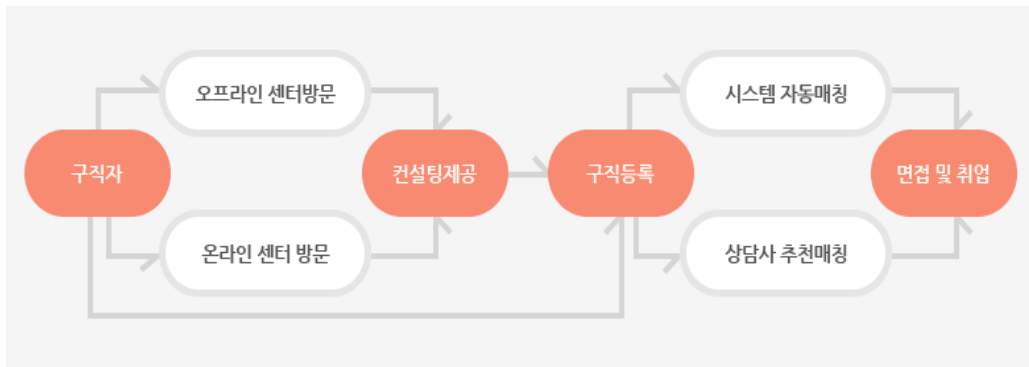 오프라인 센터방문
시스템 자동매칭
구직자
컨설팅제공
구직등록
면접 및 취업
온라인 센터 방문
상담사 추천매칭